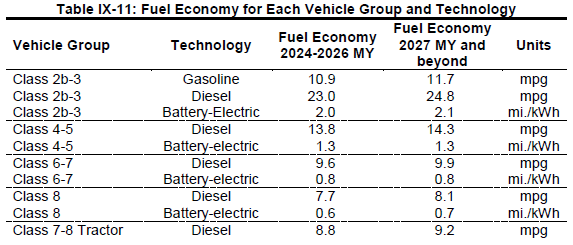 Table IX-11: Fuel Economy for Each Vehicle Group and Technology
Vehicle Group Technology Fuel Economy 2024-2026 MY Fuel Economy 2027 MY and beyond Units
Class 2b-3 Gasoline 10.9 11.7 mpg
Class 2b-3 Diesel 23.0 24.8 mpg
Class 2b-3 Battery-Electric 2.0 2.1 mi./kWh
Class 4-5 Diesel 13.8 14.3 mpg
Class 4-5 Battery-electric 1.3 1.3 mi./kWh
Class 6-7 Diesel 9.6 9.9 mpg
Class 6-7 Battery-electric 0.8 0.8 mi./kWh
Class 8 Diesel 7.7 8.1 mpg
Class 8 Battery-electric 0.6 0.7 mi./kWh
Class 7-8 Tractor Diesel 8.8 9.2 mpg